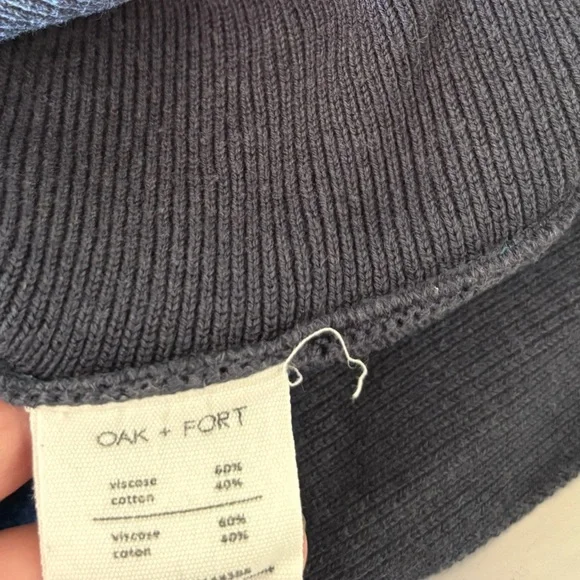 OAK + FORT
viscose 60%
cotton 40%
viscose 60%
coton 40%